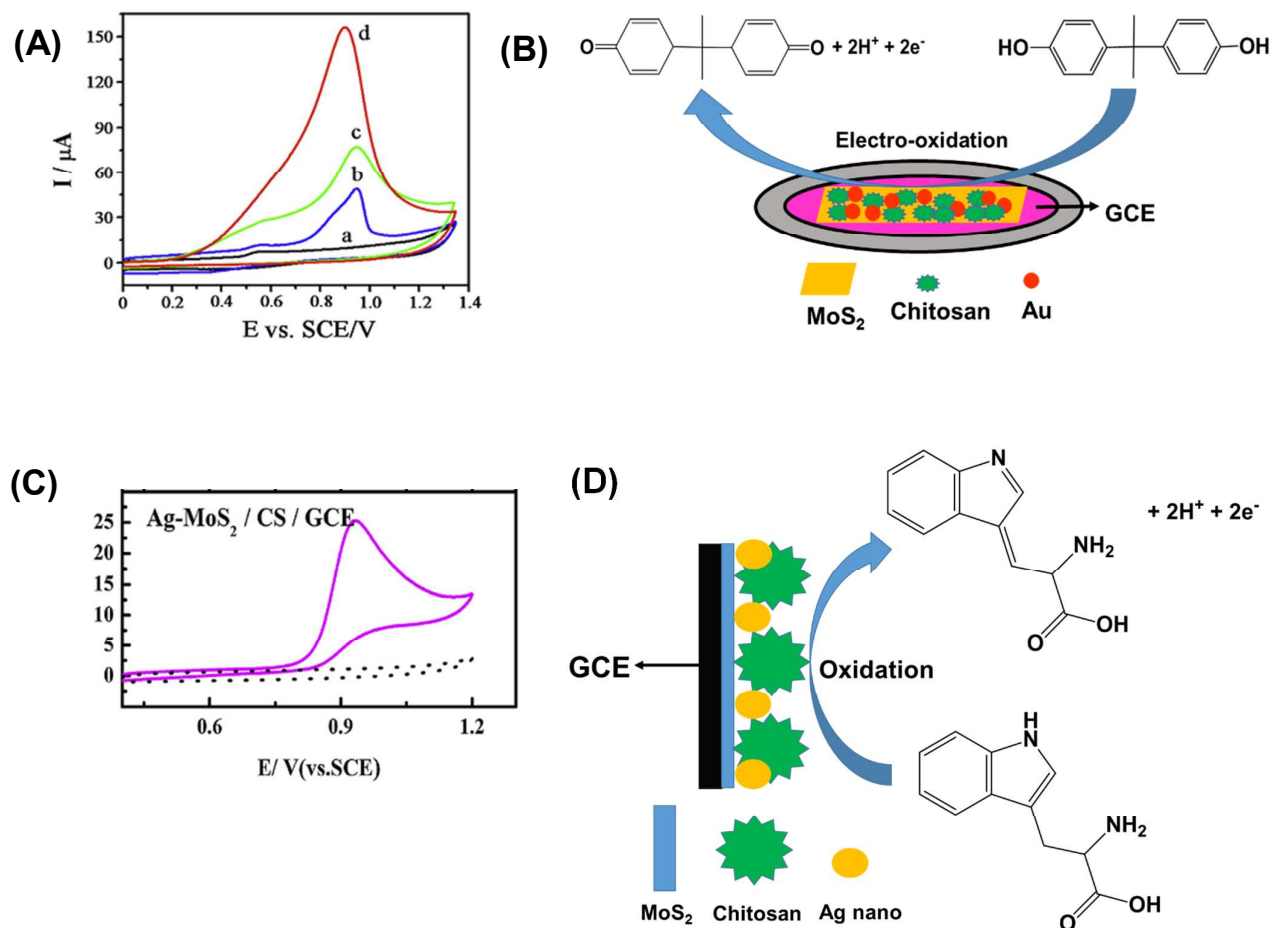 (A)
150
120
90
60
30
0
I / μA
d
c
b
a
0 0.2 0.4 0.6 0.8 1.0 1.2 1.4
E vs. SCE/V
(B)
O
O + 2H⁺ + 2e⁻
HO
OH
Electro-oxidation
GCE
MoS₂ Chitosan Au
(C)
Ag-MoS₂ / CS / GCE
25
20
15
10
5
0
0.6 0.9 1.2
E/ V(vs.SCE)
(D)
N
+ 2H⁺ + 2e⁻
NH₂
O
OH
GCE
Oxidation
H
N
NH₂
O
OH
MoS₂ Chitosan Ag nano